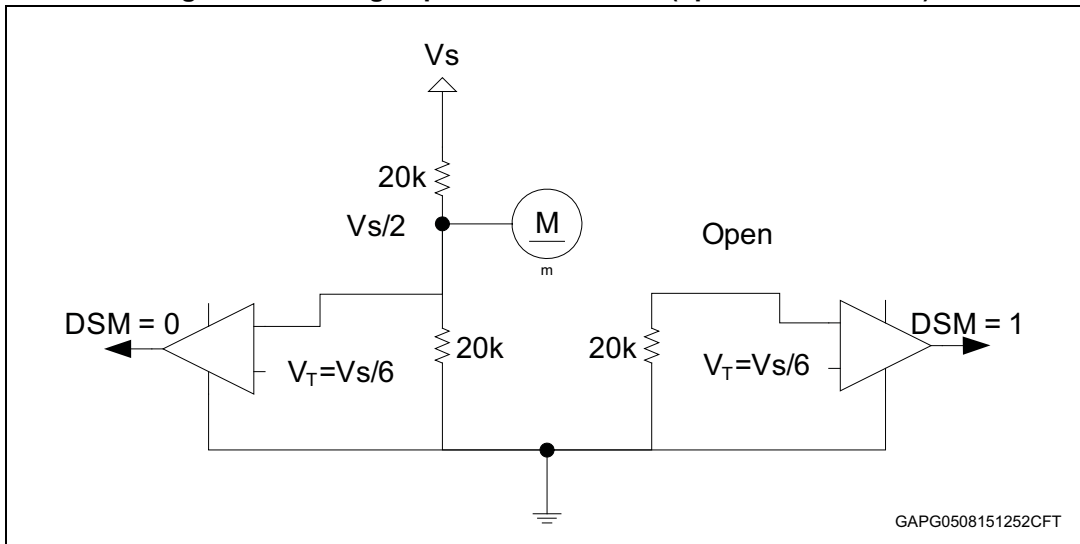 Vs
20k
Vs/2
M
m
Open
DSM = 0
V_T=Vs/6
20k
20k
V_T=Vs/6
DSM = 1
GAPG0508151252CFT